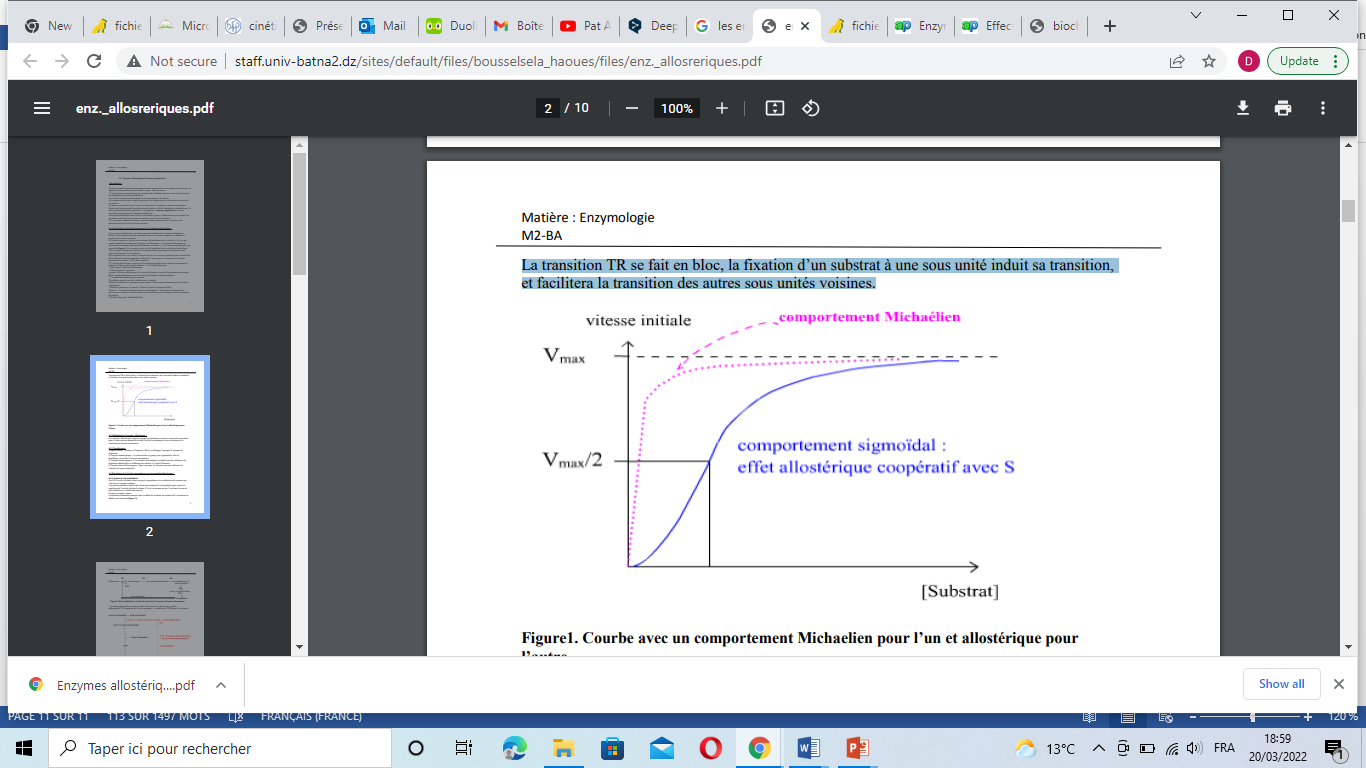 New
fichie
Micro
cinéti
Prése
Mail
Duol
Boîte
Pat A
Deep
les en
e
fichie
Enzyr
Effec
bioch
Not secure
staff.univ-batna2.dz/sites/default/files/bousselsela_haoues/files/enz._allosreriques.pdf
D
Update
enz._allosreriques.pdf
2 / 10
100%
1
2
Matière : Enzymologie
M2-BA
La transition TR se fait en bloc, la fixation d’un substrat à une sous unité induit sa transition,
et facilitera la transition des autres sous unités voisines.
vitesse initiale
comportement Michaélien
Vmax
Vmax/2
comportement sigmoïdal :
effet allostérique coopératif avec S
[Substrat]
Figure1. Courbe avec un comportement Michaelien pour l’un et allostérique pour
l’autre
Enzymes allostériq....pdf
Show all
PAGE 11 SUR 11
113 SUR 1497 MOTS
FRANÇAIS (FRANCE)
120 %
Taper ici pour rechercher
13°C
FRA
18:59
20/03/2022
1